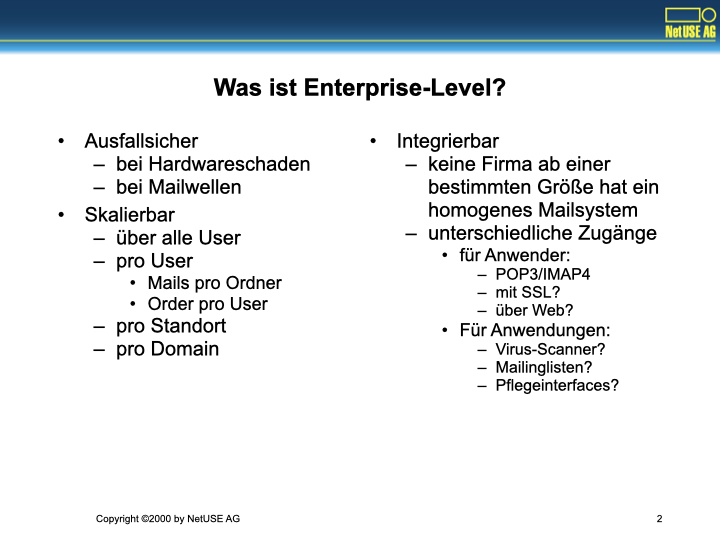 NetUSE AG
Was ist Enterprise-Level?
• Ausfallsicher
– bei Hardwareschaden
– bei Mailwellen
• Skalierbar
– über alle User
– pro User
• Mails pro Ordner
• Order pro User
– pro Standort
– pro Domain
• Integrierbar
– keine Firma ab einer
bestimmten Größe hat ein
homogenes Mailsystem
– unterschiedliche Zugänge
• für Anwender:
– POP3/IMAP4
– mit SSL?
– über Web?
• Für Anwendungen:
– Virus-Scanner?
– Mailinglisten?
– Pflegeinterfaces?
Copyright ©2000 by NetUSE AG
2